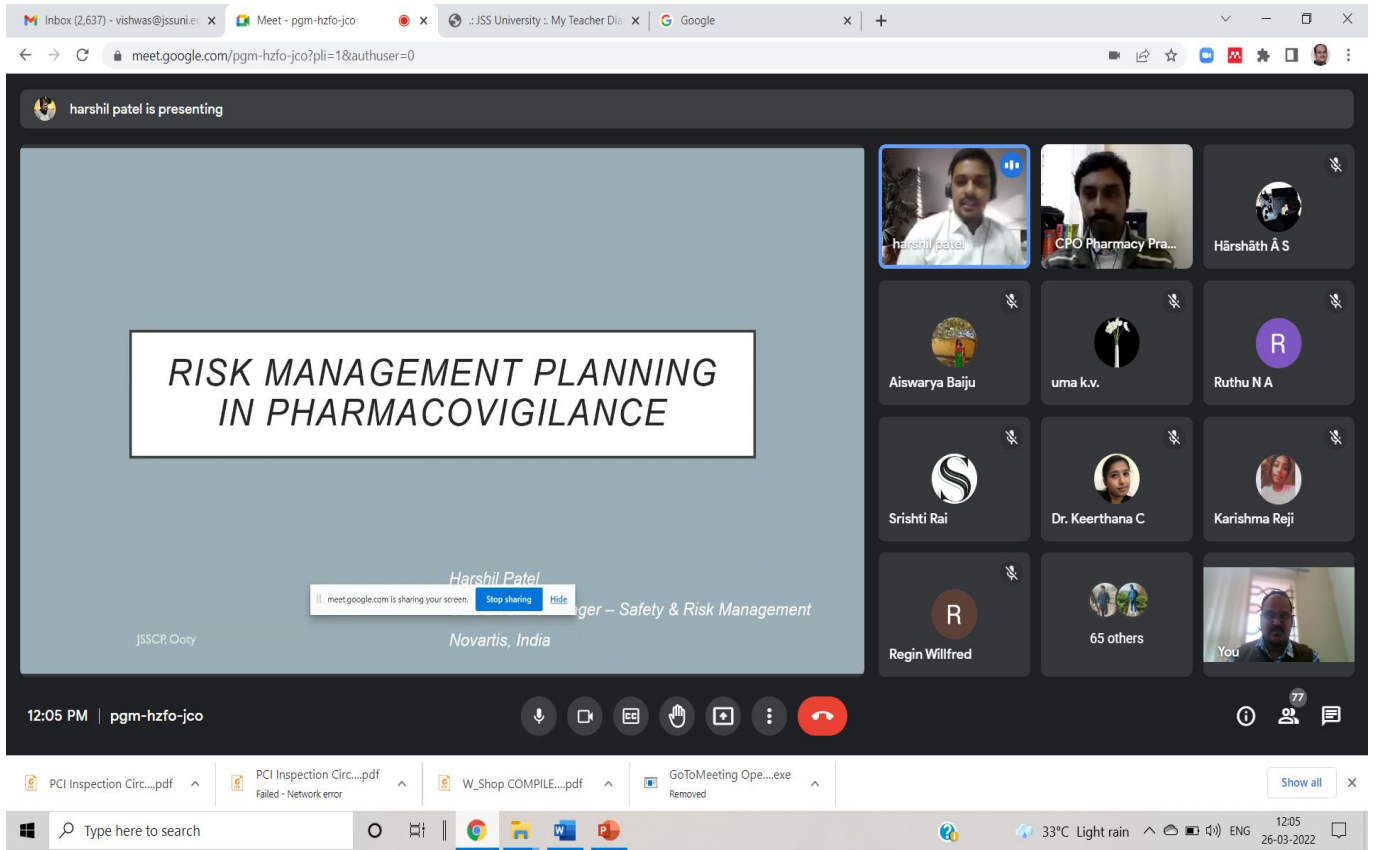 Inbox (2,637) - vishwas@jssuni.ec
Meet - pgm-hzfo-jco
.: JSS University :. My Teacher Dia
Google
meet.google.com/pgm-hzfo-jco?pli=1&authuser=0
harshil patel is presenting
RISK MANAGEMENT PLANNING
IN PHARMACOVIGILANCE
Harshil Patel
meet.google.com is sharing your screen. Stop sharing Hide
ger – Safety & Risk Management
JSSCP, Ooty
Novartis, India
harshil patel
CPO Pharmacy Pra...
Hārshāth Â S
Aiswarya Baiju
uma k.v.
R
Ruthu N A
S
Srishti Rai
Dr. Keerthana C
Karishma Reji
R
Regin Willfred
65 others
You
12:05 PM | pgm-hzfo-jco
CC
77
PCI Inspection Circ....pdf
PCI Inspection Circ....pdf
Failed - Network error
W_Shop COMPILE....pdf
GoToMeeting Ope....exe
Removed
Show all
Type here to search
33°C Light rain
ENG
12:05
26-03-2022